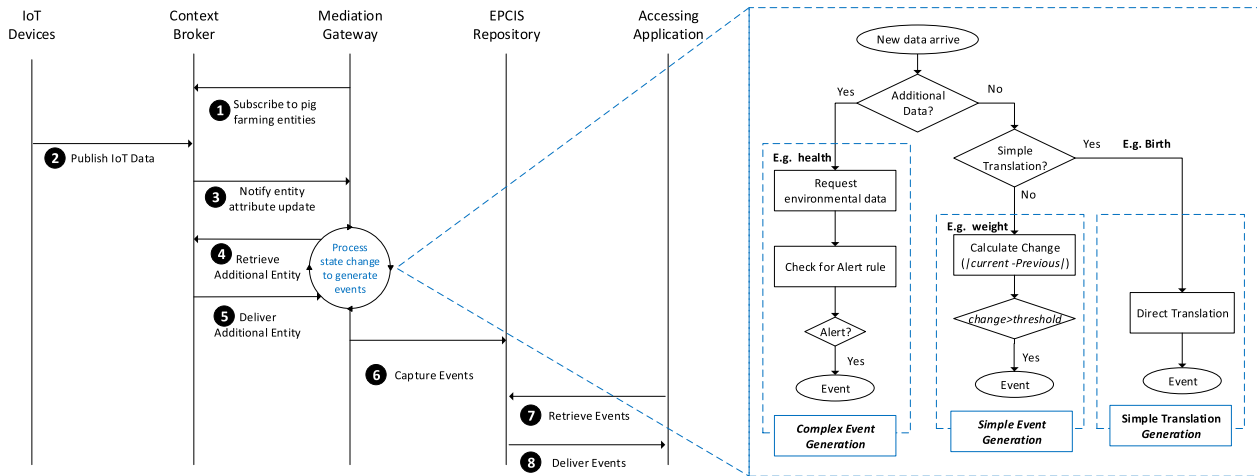 IoT
Devices
Context
Broker
Mediation
Gateway
EPCIS
Repository
Accessing
Application
1
Subscribe to pig
farming entities
2
Publish IoT Data
3
Notify entity
attribute update
4
Retrieve
Additional Entity
Process
state change
to generate
events
5
Deliver
Additional Entity
6
Capture Events
7
Retrieve Events
8
Deliver Events
New data arrive
Additional
Data?
Yes
No
Simple
Translation?
Yes
E.g. Birth
No
E.g. health
Request
environmental data
Check for Alert rule
Alert?
Yes
Event
Complex Event
Generation
E.g. weight
Calculate Change
(|current -Previous|)
change>threshold
Yes
Event
Simple Event
Generation
Direct Translation
Event
Simple Translation
Generation